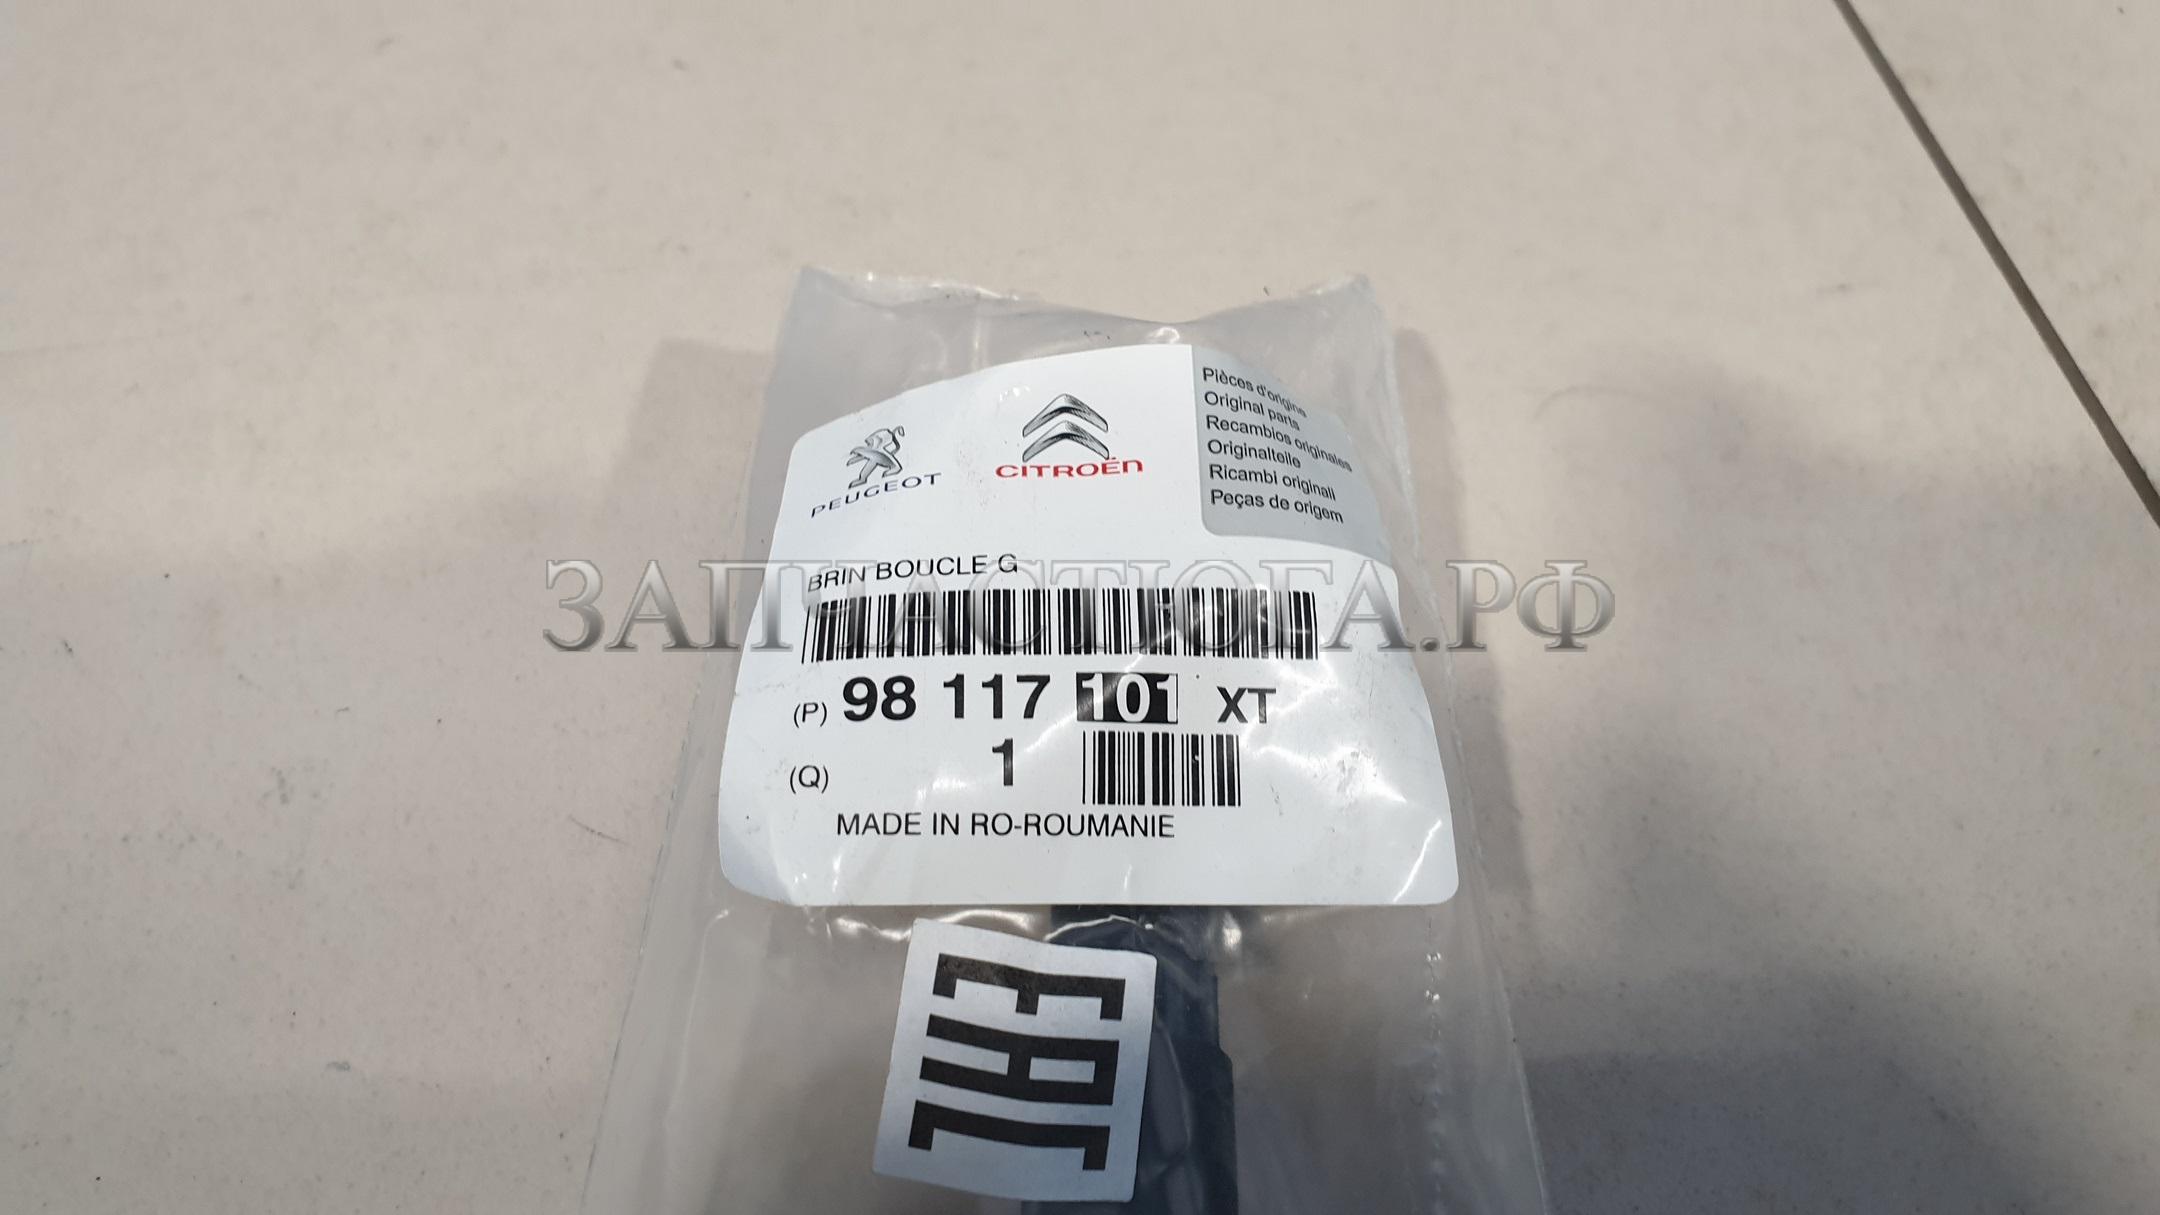 PEUGEOT
CITROËN
Pièces d'origine
Original parts
Recambios originales
Originalteile
Ricambi originali
Peças de origem
BRIN BOUCLE G
ЗАПЧАСТЮГА.РФ
(P) 98 117 101 XT
(Q) 1
MADE IN RO-ROUMANIE
EAC